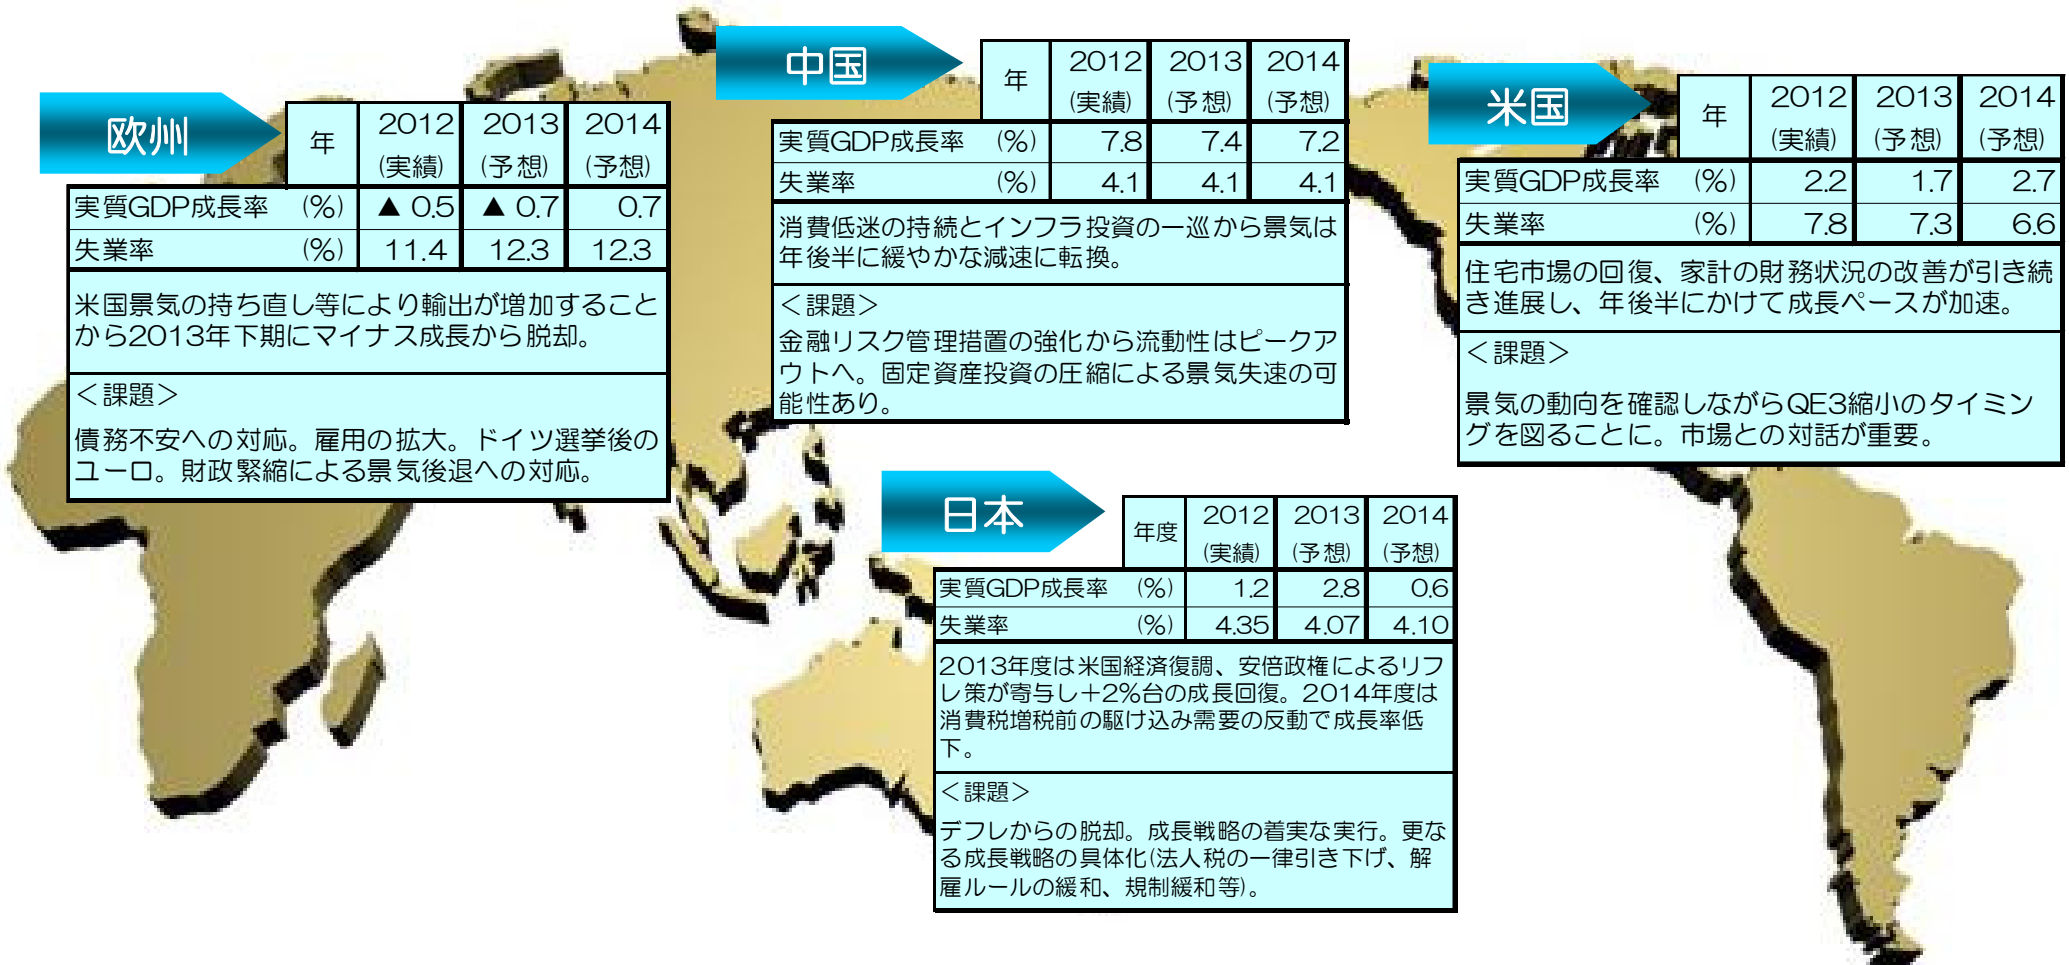 欧州
年 2012 2013 2014
(実績) (予想) (予想)
実質GDP成長率 (%) ▲ 0.5 ▲ 0.7 0.7
失業率 (%) 11.4 12.3 12.3
米国景気の持ち直し等により輸出が増加すること
から2013年下期にマイナス成長から脱却。
＜課題＞
債務不安への対応。雇用の拡大。ドイツ選挙後の
ユーロ。財政緊縮による景気後退への対応。
中国
年 2012 2013 2014
(実績) (予想) (予想)
実質GDP成長率 (%) 7.8 7.4 7.2
失業率 (%) 4.1 4.1 4.1
消費低迷の持続とインフラ投資の一巡から景気は
年後半に緩やかな減速に転換。
＜課題＞
金融リスク管理措置の強化から流動性はピークア
ウトへ。固定資産投資の圧縮による景気失速の可
能性あり。
米国
年 2012 2013 2014
(実績) (予想) (予想)
実質GDP成長率 (%) 2.2 1.7 2.7
失業率 (%) 7.8 7.3 6.6
住宅市場の回復、家計の財務状況の改善が引き続
き進展し、年後半にかけて成長ペースが加速。
＜課題＞
景気の動向を確認しながらQE3縮小のタイミン
グを図ることに。市場との対話が重要。
日本
年度 2012 2013 2014
(実績) (予想) (予想)
実質GDP成長率 (%) 1.2 2.8 0.6
失業率 (%) 4.35 4.07 4.10
2013年度は米国経済復調、安倍政権によるリフ
レ策が寄与し＋2%台の成長回復。2014年度は
消費税増税前の駆け込み需要の反動で成長率低
下。
＜課題＞
デフレからの脱却。成長戦略の着実な実行。更な
る成長戦略の具体化(法人税の一律引き下げ、解
雇ルールの緩和、規制緩和等)。